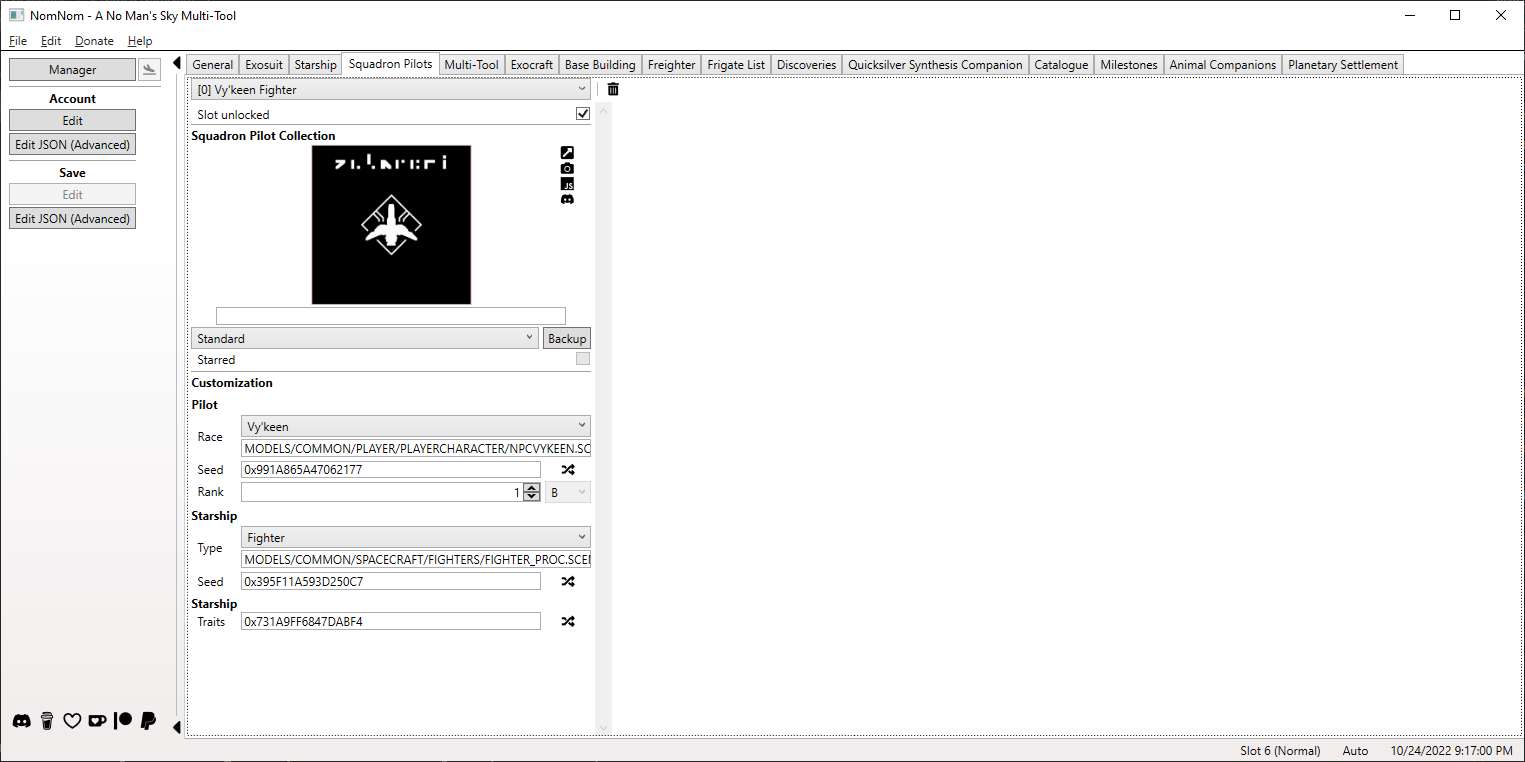 NomNom - A No Man's Sky Multi-Tool
File Edit Donate Help
Manager
Account
Edit
Edit JSON (Advanced)
Save
Edit
Edit JSON (Advanced)
General Exosuit Starship Squadron Pilots Multi-Tool Exocraft Base Building Freighter Frigate List Discoveries Quicksilver Synthesis Companion Catalogue Milestones Animal Companions Planetary Settlement
[0] Vy'keen Fighter
Slot unlocked
Squadron Pilot Collection
JS
Standard Backup
Starred
Customization
Pilot
Race Vy'keen
MODELS/COMMON/PLAYER/PLAYERCHARACTER/NPCVYKEEN.SC
Seed 0x991A865A47062177
Rank 1 B
Starship
Type Fighter
MODELS/COMMON/SPACECRAFT/FIGHTERS/FIGHTER_PROC.SCE
Seed 0x395F11A593D250C7
Starship
Traits 0x731A9FF6847DABF4
Slot 6 (Normal) Auto 10/24/2022 9:17:00 PM